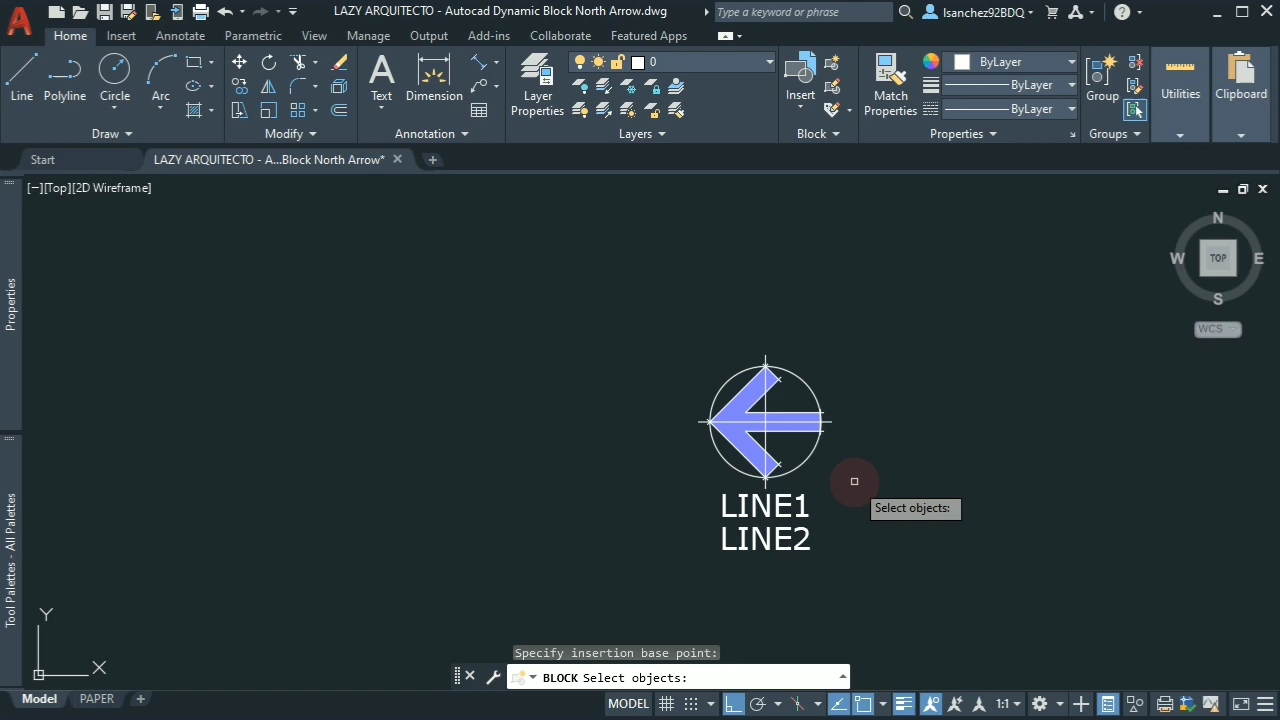 LAZY ARQUITECTO - Autocad Dynamic Block North Arrow.dwg
Type a keyword or phrase
lsanchez92BDQ
Home Insert Annotate Parametric View Manage Output Add-ins Collaborate Express Tools Featured Apps
Line Polyline Circle Arc
Text Dimension
Layer Properties
0
Insert
Match Properties
ByLayer
ByLayer
ByLayer
Group
Utilities
Clipboard
Draw Modify Annotation Layers Block Properties Groups
Start
LAZY ARQUITECTO - A...Block North Arrow*
[−][Top][2D Wireframe]
N
W TOP E
S
WCS
Properties
Tool Palettes - All Palettes
LINE1
LINE2
Select objects:
Y
X
Specify insertion base point:
BLOCK Select objects:
Model PAPER
MODEL
1:1